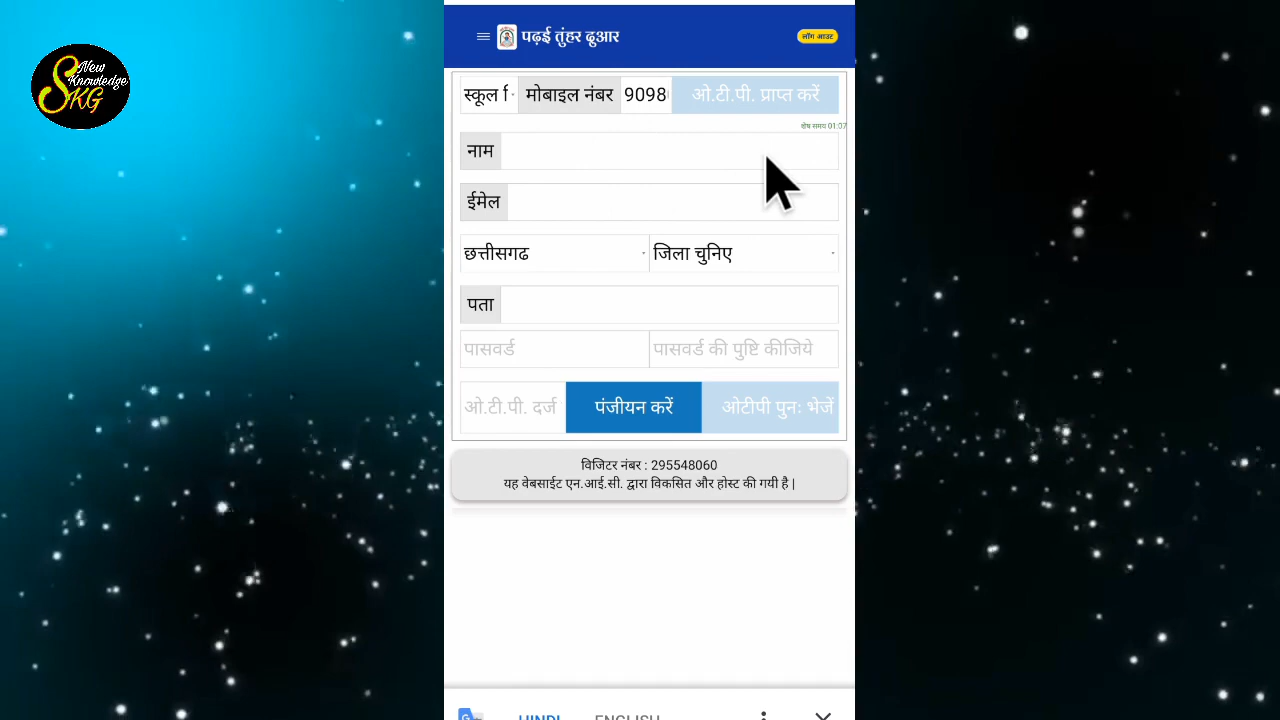 New
Knowledge
SKG
पढ़ई तुंहर दुआर
लॉग आउट
स्कूल f मोबाइल नंबर 9098 ओ.टी.पी. प्राप्त करें
शेष समय 01:07
नाम
ईमेल
छत्तीसगढ जिला चुनिए
पता
पासवर्ड पासवर्ड की पुष्टि कीजिये
ओ.टी.पी. दर्ज पंजीयन करें ओटीपी पुनः भेजें
विजिटर नंबर : 295548060
यह वेबसाईट एन.आई.सी. द्वारा विकसित और होस्ट की गयी है |
HINDI ENGLISH